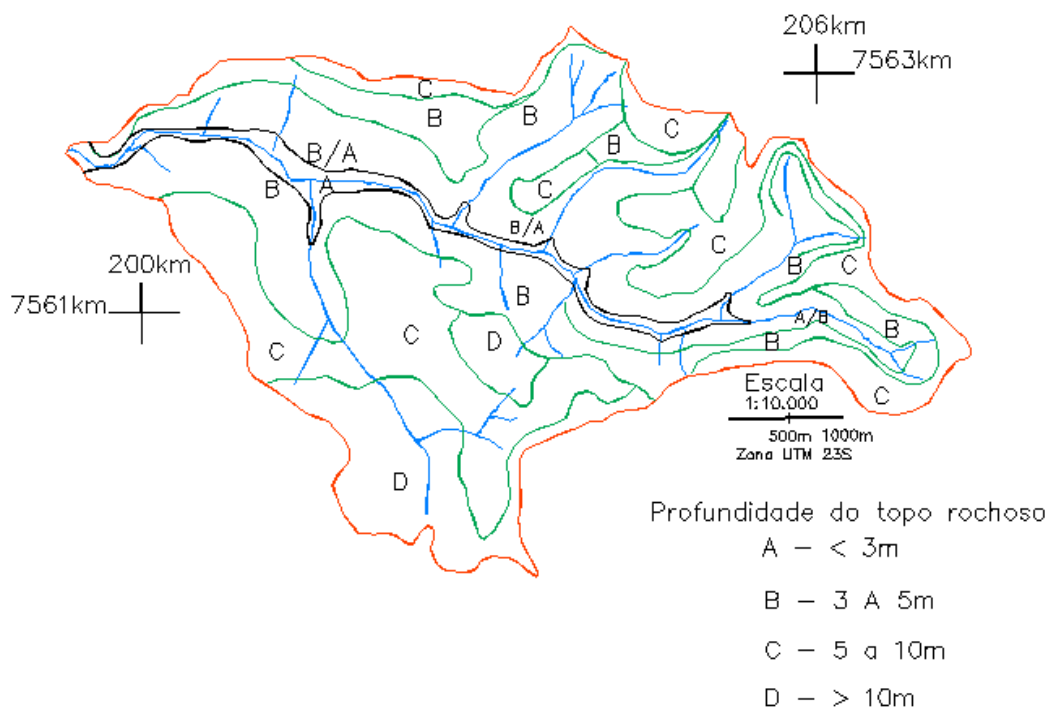 206km
7563km
C
B
B
C
B
B/A
A
B
C
B/A
C
B
C
200km
7561km
B
C
D
C
A/B
B
B
C
Escala
1:10.000
500m 1000m
Zona UTM 23S
D
Profundidade do topo rochoso
A - < 3m
B - 3 A 5m
C - 5 a 10m
D - > 10m